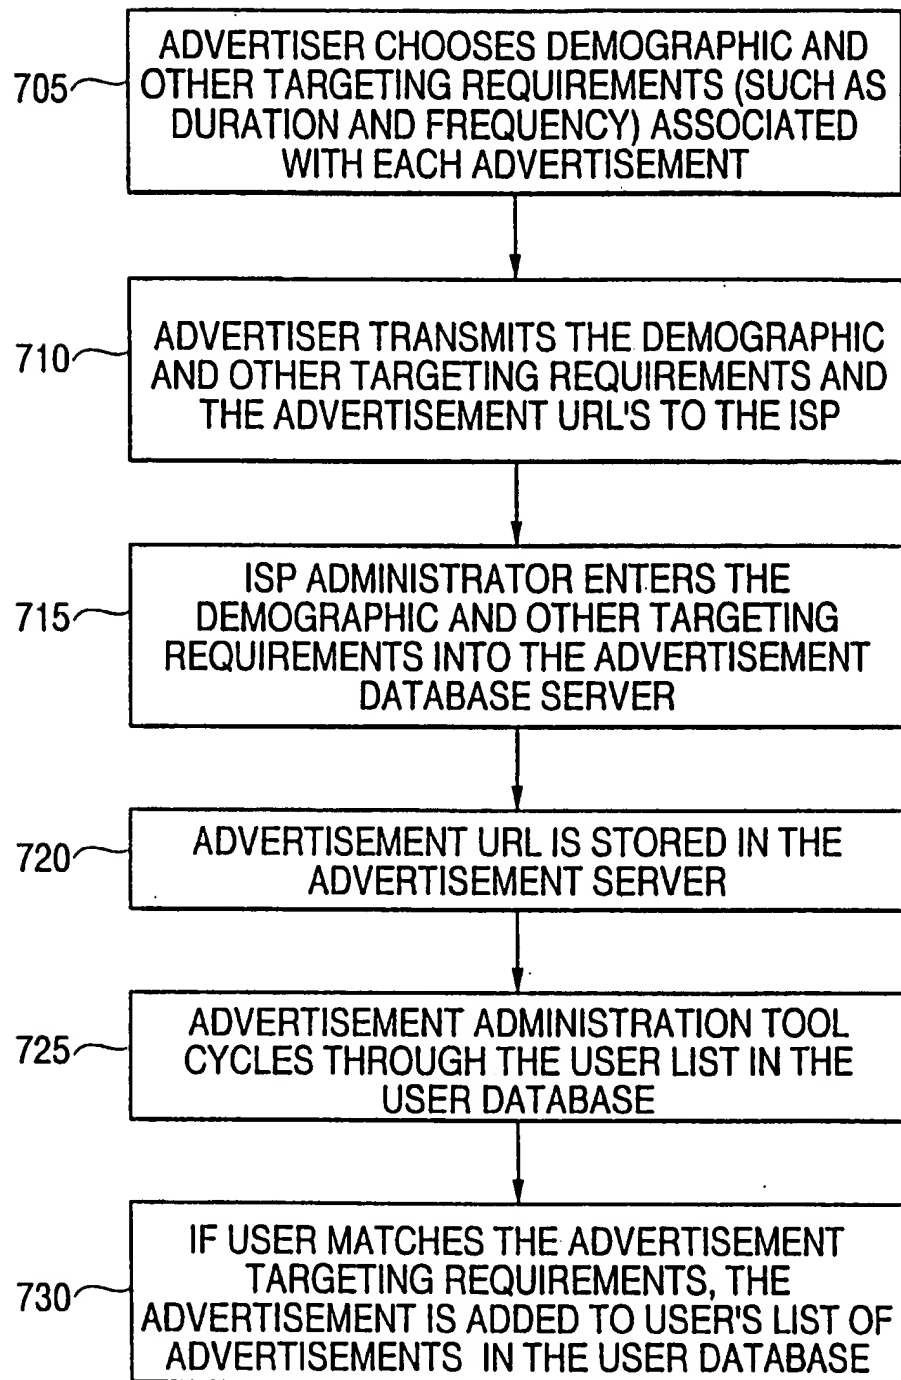 705
ADVERTISER CHOOSES DEMOGRAPHIC AND
OTHER TARGETING REQUIREMENTS (SUCH AS
DURATION AND FREQUENCY) ASSOCIATED
WITH EACH ADVERTISEMENT
710
ADVERTISER TRANSMITS THE DEMOGRAPHIC
AND OTHER TARGETING REQUIREMENTS AND
THE ADVERTISEMENT URL'S TO THE ISP
715
ISP ADMINISTRATOR ENTERS THE
DEMOGRAPHIC AND OTHER TARGETING
REQUIREMENTS INTO THE ADVERTISEMENT
DATABASE SERVER
720
ADVERTISEMENT URL IS STORED IN THE
ADVERTISEMENT SERVER
725
ADVERTISEMENT ADMINISTRATION TOOL
CYCLES THROUGH THE USER LIST IN THE
USER DATABASE
730
IF USER MATCHES THE ADVERTISEMENT
TARGETING REQUIREMENTS, THE
ADVERTISEMENT IS ADDED TO USER'S LIST OF
ADVERTISEMENTS IN THE USER DATABASE